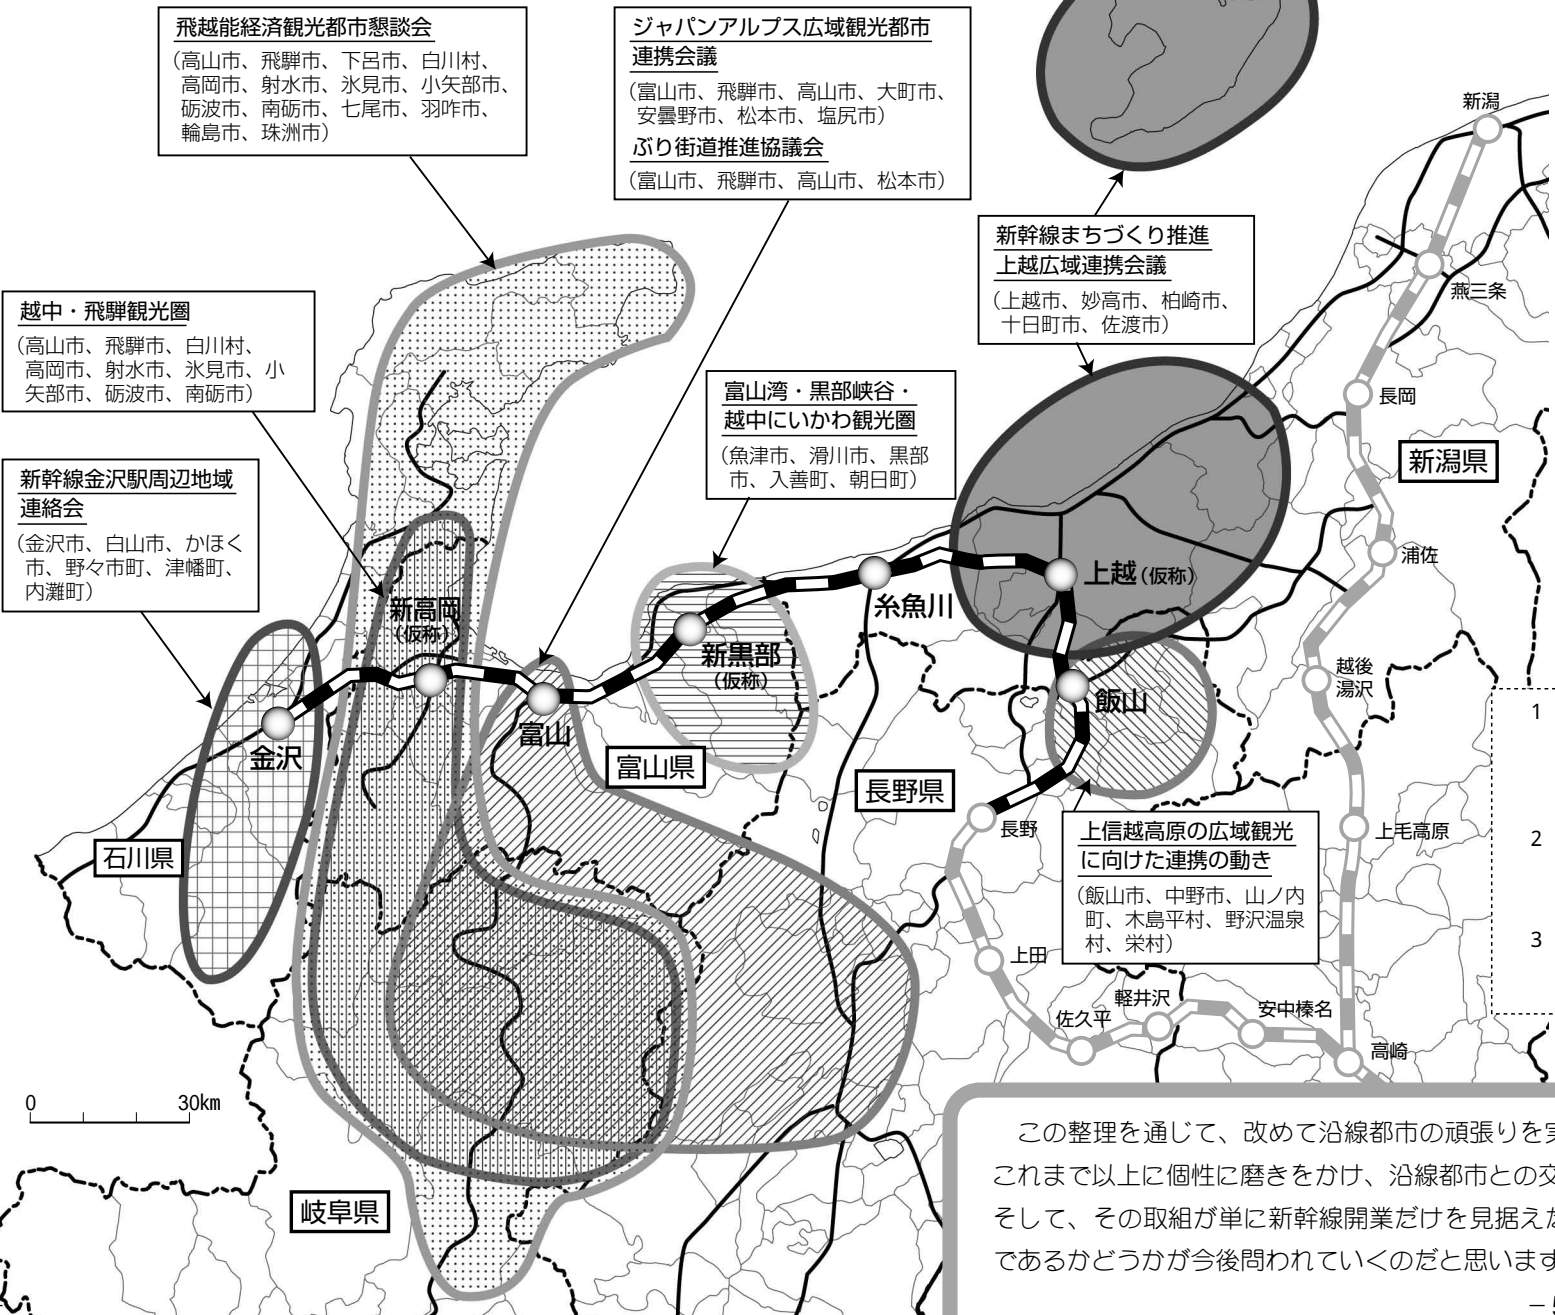 飛越能経済観光都市懇談会
（高山市、飛騨市、下呂市、白川村、
高岡市、射水市、氷見市、小矢部市、
砺波市、南砺市、七尾市、羽咋市、
輪島市、珠洲市）
ジャパンアルプス広域観光都市
連携会議
（富山市、飛騨市、高山市、大町市、
安曇野市、松本市、塩尻市）
ぶり街道推進協議会
（富山市、飛騨市、高山市、松本市）
新幹線まちづくり推進
上越広域連携会議
（上越市、妙高市、柏崎市、
十日町市、佐渡市）
越中・飛騨観光圏
（高山市、飛騨市、白川村、
高岡市、射水市、氷見市、小
矢部市、砺波市、南砺市）
富山湾・黒部峡谷・
越中にいかわ観光圏
（魚津市、滑川市、黒部
市、入善町、朝日町）
新幹線金沢駅周辺地域
連絡会
（金沢市、白山市、かほく
市、野々市町、津幡町、
内灘町）
新潟
燕三条
長岡
新潟県
浦佐
上越(仮称)
糸魚川
新高岡
(仮称)
新黒部
(仮称)
越後
湯沢
飯山
富山
金沢
富山県
長野県
長野
上毛高原
石川県
上信越高原の広域観光
に向けた連携の動き
（飯山市、中野市、山ノ内
町、木島平村、野沢温泉
村、栄村）
上田
軽井沢
佐久平
安中榛名
高崎
1
2
3
0 30km
岐阜県
この整理を通じて、改めて沿線都市の頑張りを実
これまで以上に個性に磨きをかけ、沿線都市との交
そして、その取組が単に新幹線開業だけを見据えた
であるかどうかが今後問われていくのだと思います